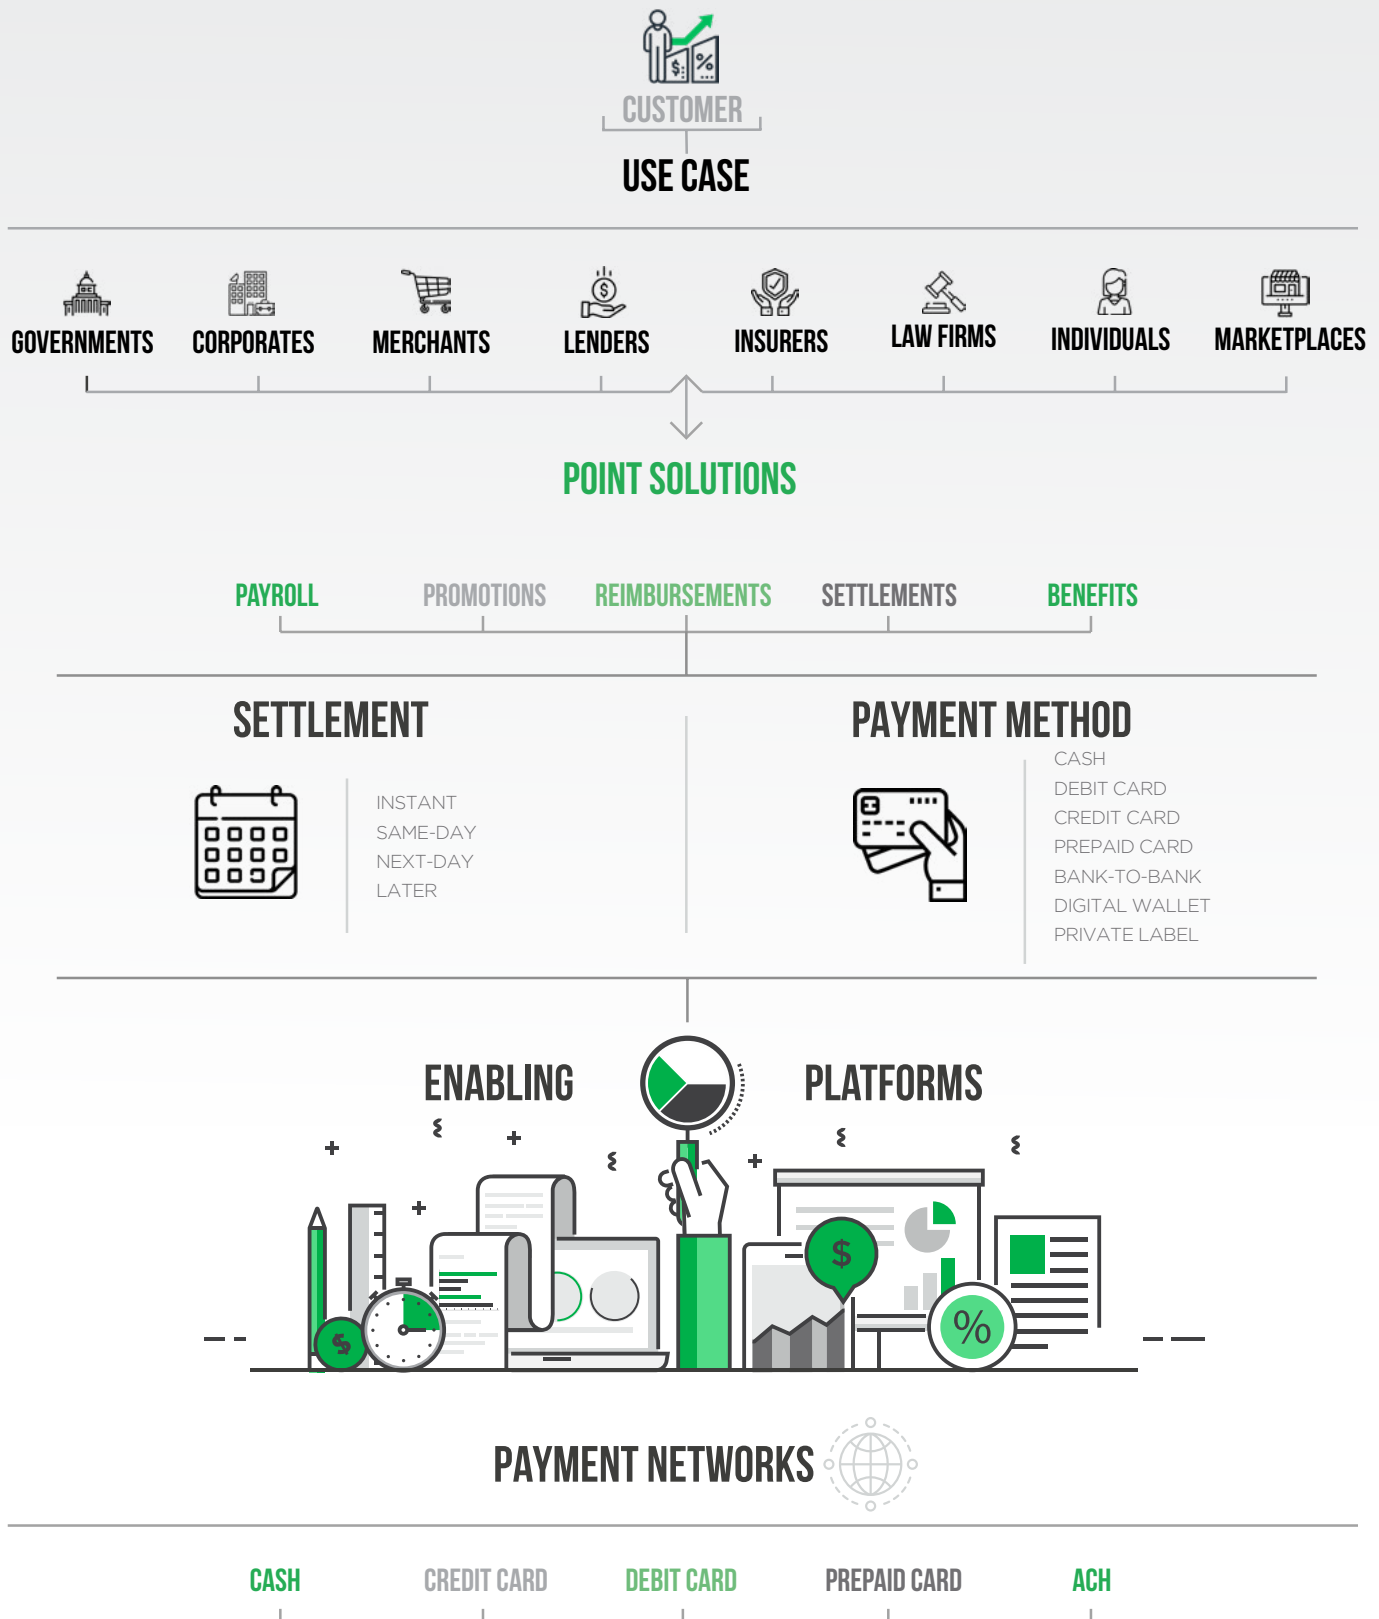 CUSTOMER
USE CASE
GOVERNMENTS CORPORATES MERCHANTS LENDERS INSURERS LAW FIRMS INDIVIDUALS MARKETPLACES
POINT SOLUTIONS
PAYROLL PROMOTIONS REIMBURSEMENTS SETTLEMENTS BENEFITS
SETTLEMENT
INSTANT
SAME-DAY
NEXT-DAY
LATER
PAYMENT METHOD
CASH
DEBIT CARD
CREDIT CARD
PREPAID CARD
BANK-TO-BANK
DIGITAL WALLET
PRIVATE LABEL
ENABLING PLATFORMS
$
%
$
PAYMENT NETWORKS
CASH CREDIT CARD DEBIT CARD PREPAID CARD ACH